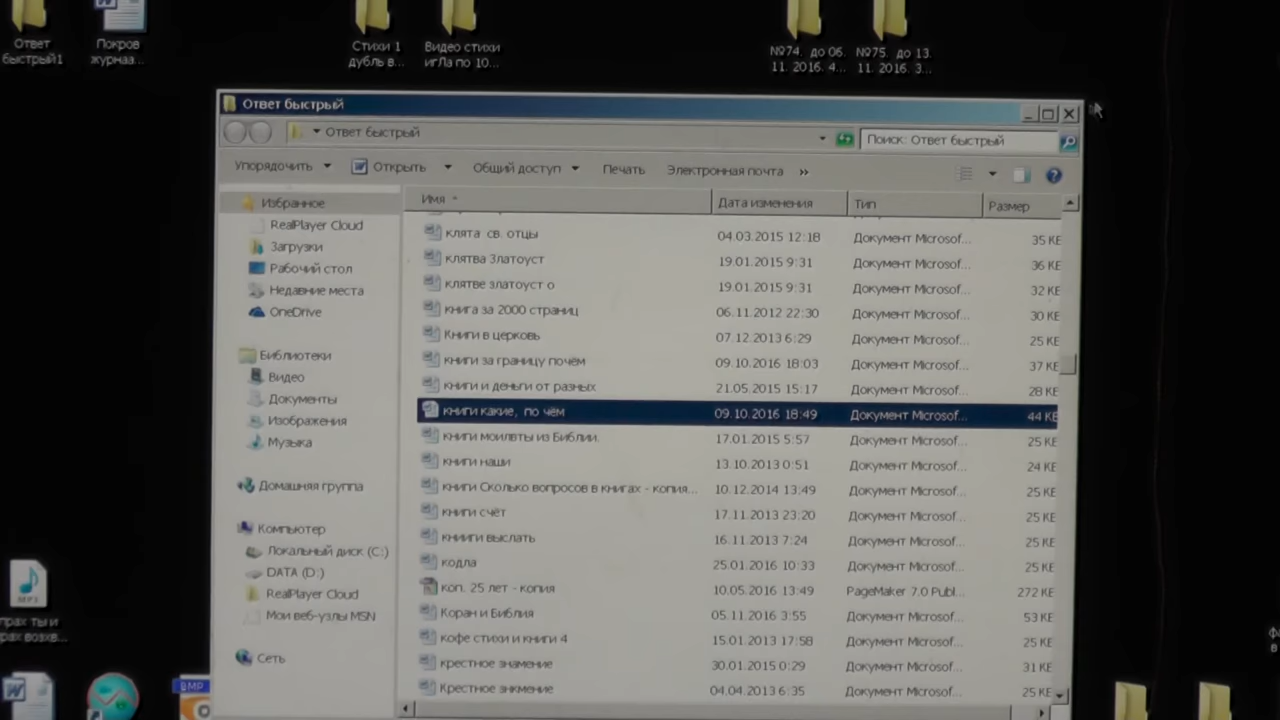 Ответ
быстрый1
Покров
журнаа...
Стихи 1
дубль в...
Видео стихи
игЛа по 10...
№74. до 06.
11. 2016. 4...
№75. до 13.
11. 2016. 3...
Ответ быстрый
Ответ быстрый
Поиск: Ответ быстрый
Упорядочить Открыть Общий доступ Печать Электронная почта »
Избранное
RealPlayer Cloud
Загрузки
Рабочий стол
Недавние места
OneDrive
Библиотеки
Видео
Документы
Изображения
Музыка
Домашняя группа
Компьютер
Локальный диск (C:)
DATA (D:)
RealPlayer Cloud
Мои веб-узлы MSN
Сеть
Имя Дата изменения Тип Размер
клята св. отцы 04.03.2015 12:18 Документ Microsof... 35 КБ
клятва Златоуст 19.01.2015 9:31 Документ Microsof... 36 КБ
клятве златоуст о 19.01.2015 9:31 Документ Microsof... 32 КБ
книга за 2000 страниц 06.11.2012 22:30 Документ Microsof... 30 КБ
Книги в церковь 07.12.2013 6:29 Документ Microsof... 25 КБ
книги за границу почём 09.10.2016 18:03 Документ Microsof... 37 КБ
книги и деньги от разных 21.05.2015 15:17 Документ Microsof... 28 КБ
книги какие, по чём 09.10.2016 18:49 Документ Microsof... 44 КБ
книги моилвты из Библии. 17.01.2015 5:57 Документ Microsof... 25 КБ
книги наши 13.10.2013 0:51 Документ Microsof... 24 КБ
книги Сколько вопросов в книгах - копия... 10.12.2014 13:49 Документ Microsof... 25 КБ
книги счёт 17.11.2013 23:20 Документ Microsof... 25 КБ
книиги выслать 16.11.2013 7:24 Документ Microsof... 25 КБ
кодла 25.01.2016 10:33 Документ Microsof... 25 КБ
коп. 25 лет - копия 10.05.2016 13:49 PageMaker 7.0 Publ... 272 КБ
Коран и Библия 05.11.2016 3:55 Документ Microsof... 53 КБ
кофе стихи и книги 4 15.01.2013 17:58 Документ Microsof... 25 КБ
крестное знамение 30.01.2015 0:29 Документ Microsof... 31 КБ
Крестное знкмение 04.04.2013 6:35 Документ Microsof... 25 КБ
MP3
прах ты и
рах возхв...
BMP